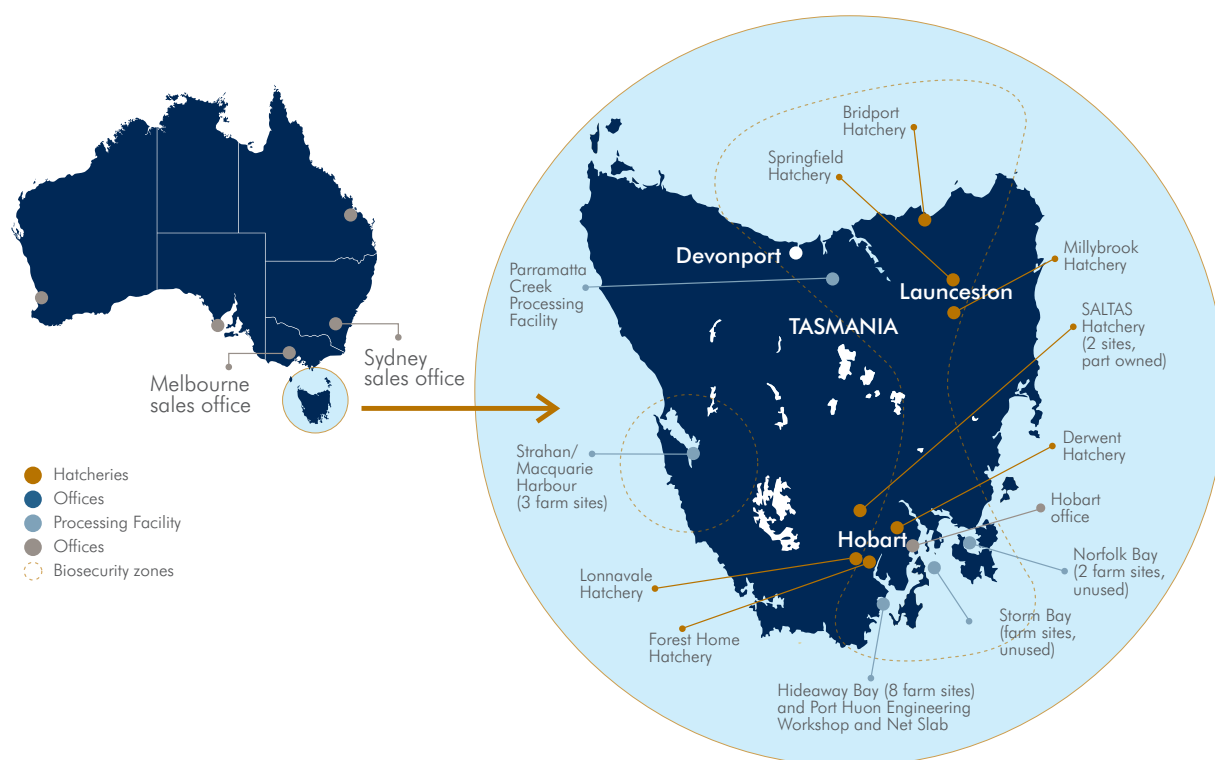 Melbourne
sales office
Sydney
sales office
Hatcheries
Offices
Processing Facility
Offices
Biosecurity zones
Bridport
Hatchery
Springfield
Hatchery
Devonport
Parramatta
Creek
Processing
Facility
Launceston
TASMANIA
Millybrook
Hatchery
SALTAS
Hatchery
(2 sites,
part owned)
Strahan/
Macquarie
Harbour
(3 farm sites)
Derwent
Hatchery
Hobart
office
Hobart
Norfolk Bay
(2 farm sites,
unused)
Lonnavale
Hatchery
Storm Bay
(farm sites,
unused)
Forest Home
Hatchery
Hideaway Bay (8 farm sites)
and Port Huon Engineering
Workshop and Net Slab